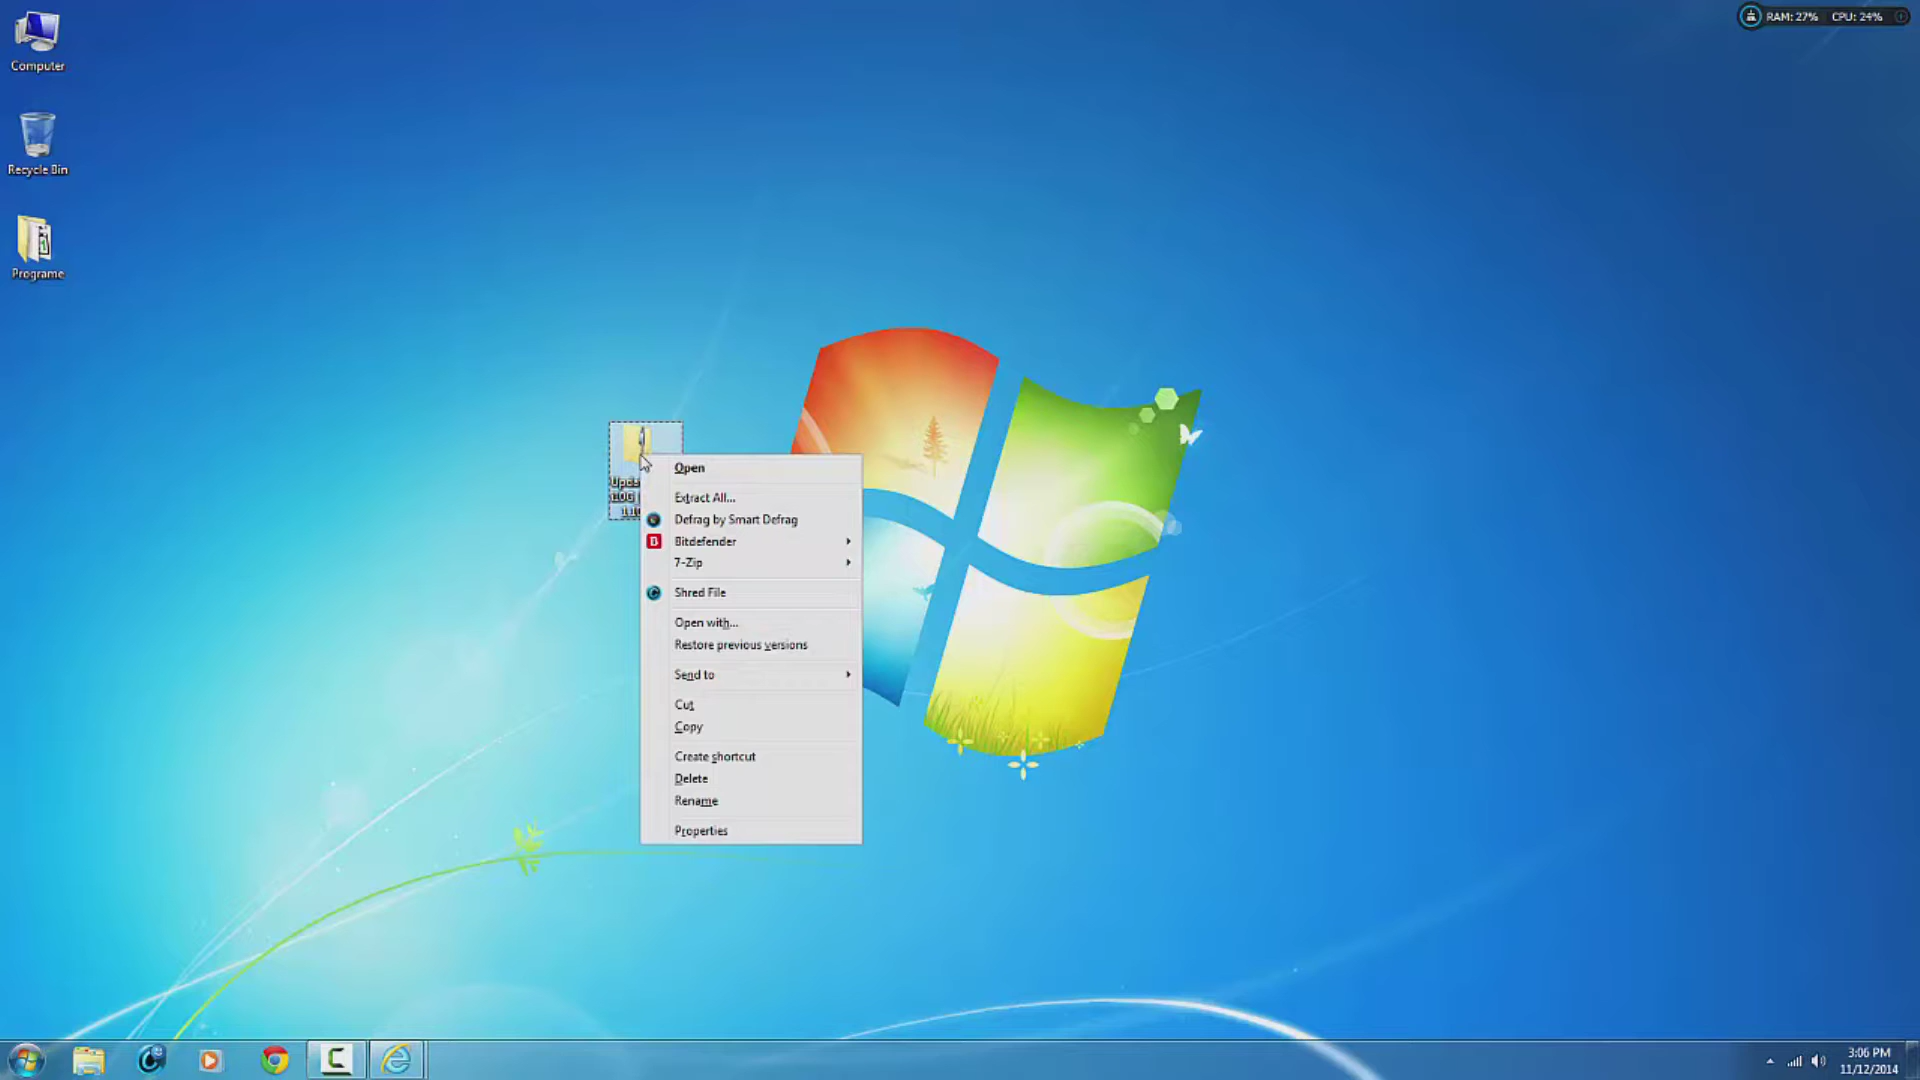 Computer
Recycle Bin
Programe
RAM: 27% CPU: 24%
Open
Extract All...
Defrag by Smart Defrag
Bitdefender
7-Zip
Shred File
Open with...
Restore previous versions
Send to
Cut
Copy
Create shortcut
Delete
Rename
Properties
3:06 PM
11/12/2014